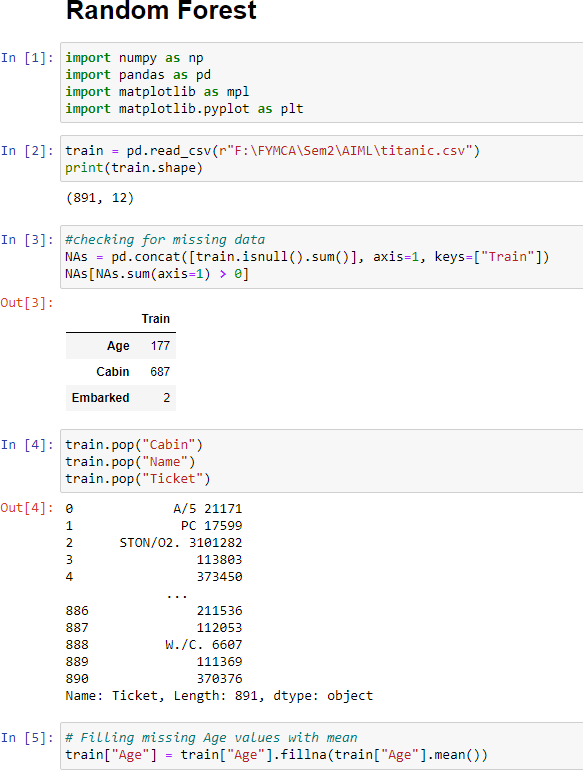 Random Forest
In [1]: import numpy as np
import pandas as pd
import matplotlib as mpl
import matplotlib.pyplot as plt
In [2]: train = pd.read_csv(r"F:\FYMCA\Sem2\AIML\titanic.csv")
print(train.shape)
(891, 12)
In [3]: #checking for missing data
NAs = pd.concat([train.isnull().sum()], axis=1, keys=["Train"])
NAs[NAs.sum(axis=1) > 0]
Out[3]:
Train
Age 177
Cabin 687
Embarked 2
In [4]: train.pop("Cabin")
train.pop("Name")
train.pop("Ticket")
Out[4]: 0 A/5 21171
1 PC 17599
2 STON/O2. 3101282
3 113803
4 373450
...
886 211536
887 112053
888 W./C. 6607
889 111369
890 370376
Name: Ticket, Length: 891, dtype: object
In [5]: # Filling missing Age values with mean
train["Age"] = train["Age"].fillna(train["Age"].mean())